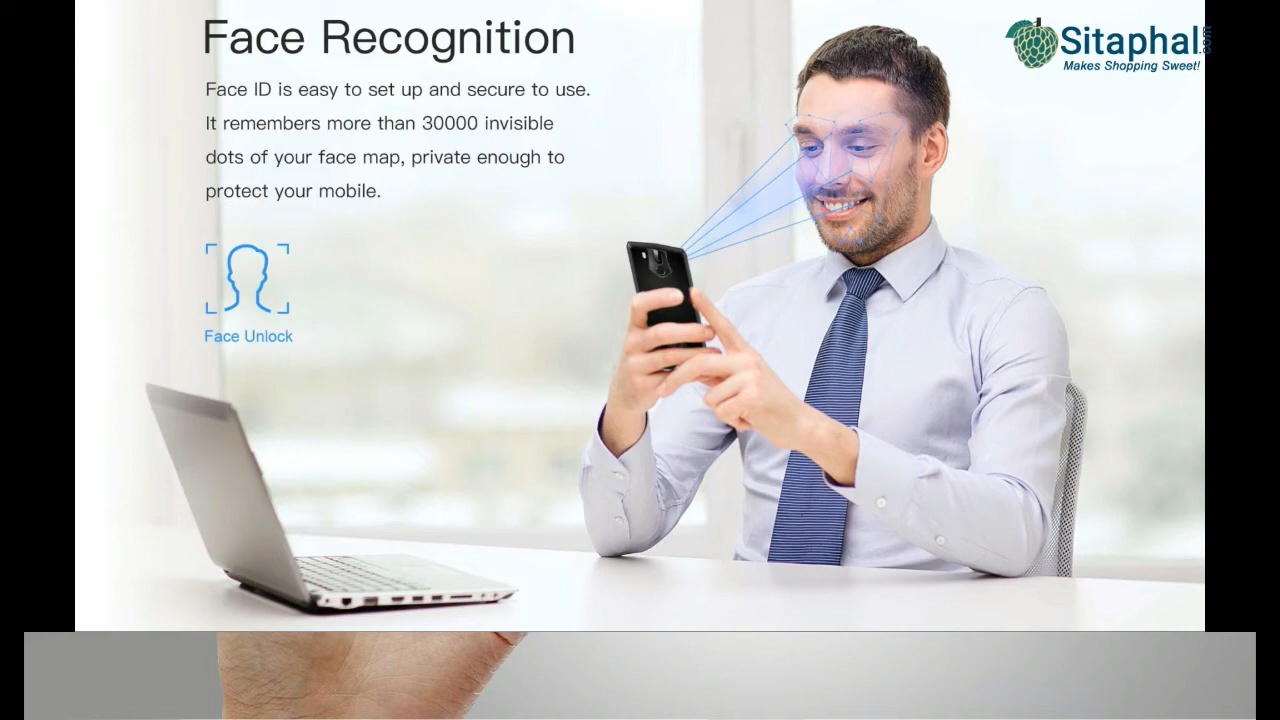 Face Recognition
Face ID is easy to set up and secure to use.
It remembers more than 30000 invisible
dots of your face map, private enough to
protect your mobile.
Face Unlock
Sitaphal.com
Makes Shopping Sweet!